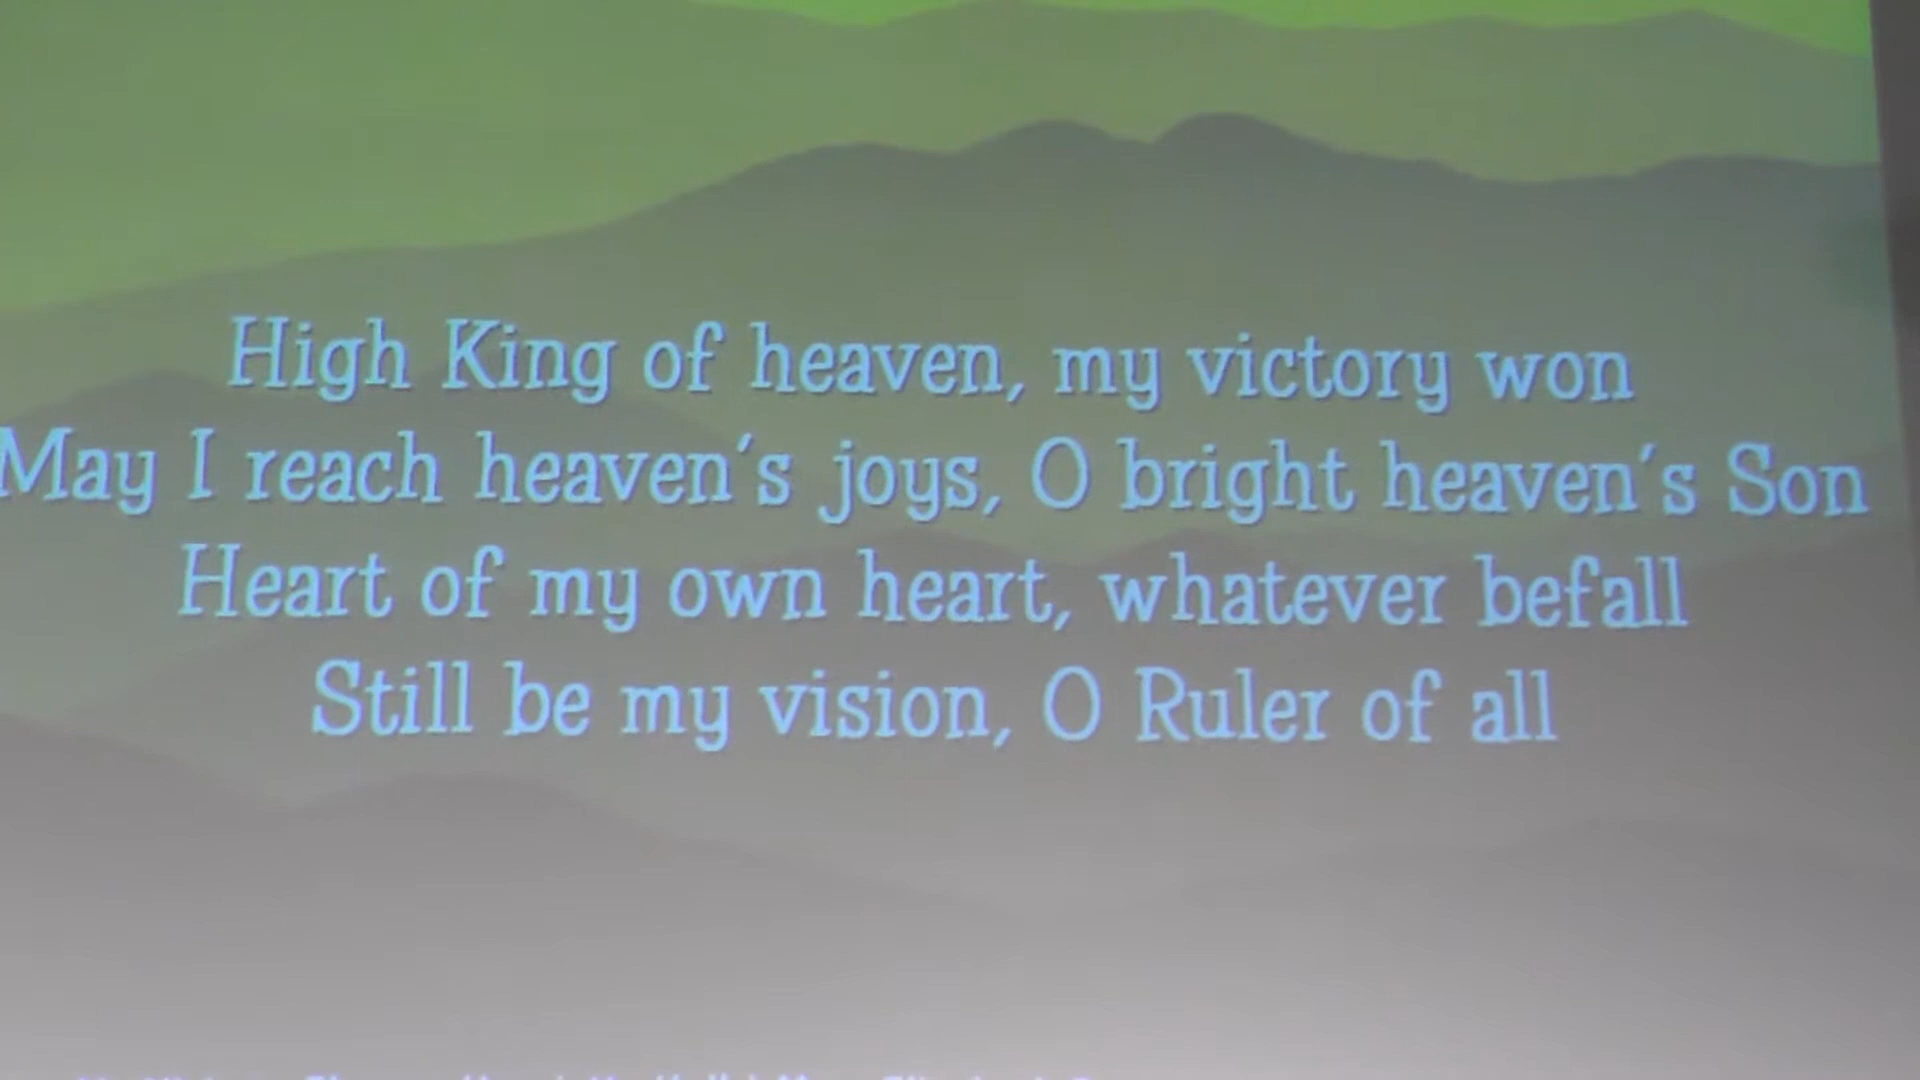 High King of heaven, my victory won
May I reach heaven's joys, O bright heaven's Son
Heart of my own heart, whatever befall
Still be my vision, O Ruler of all